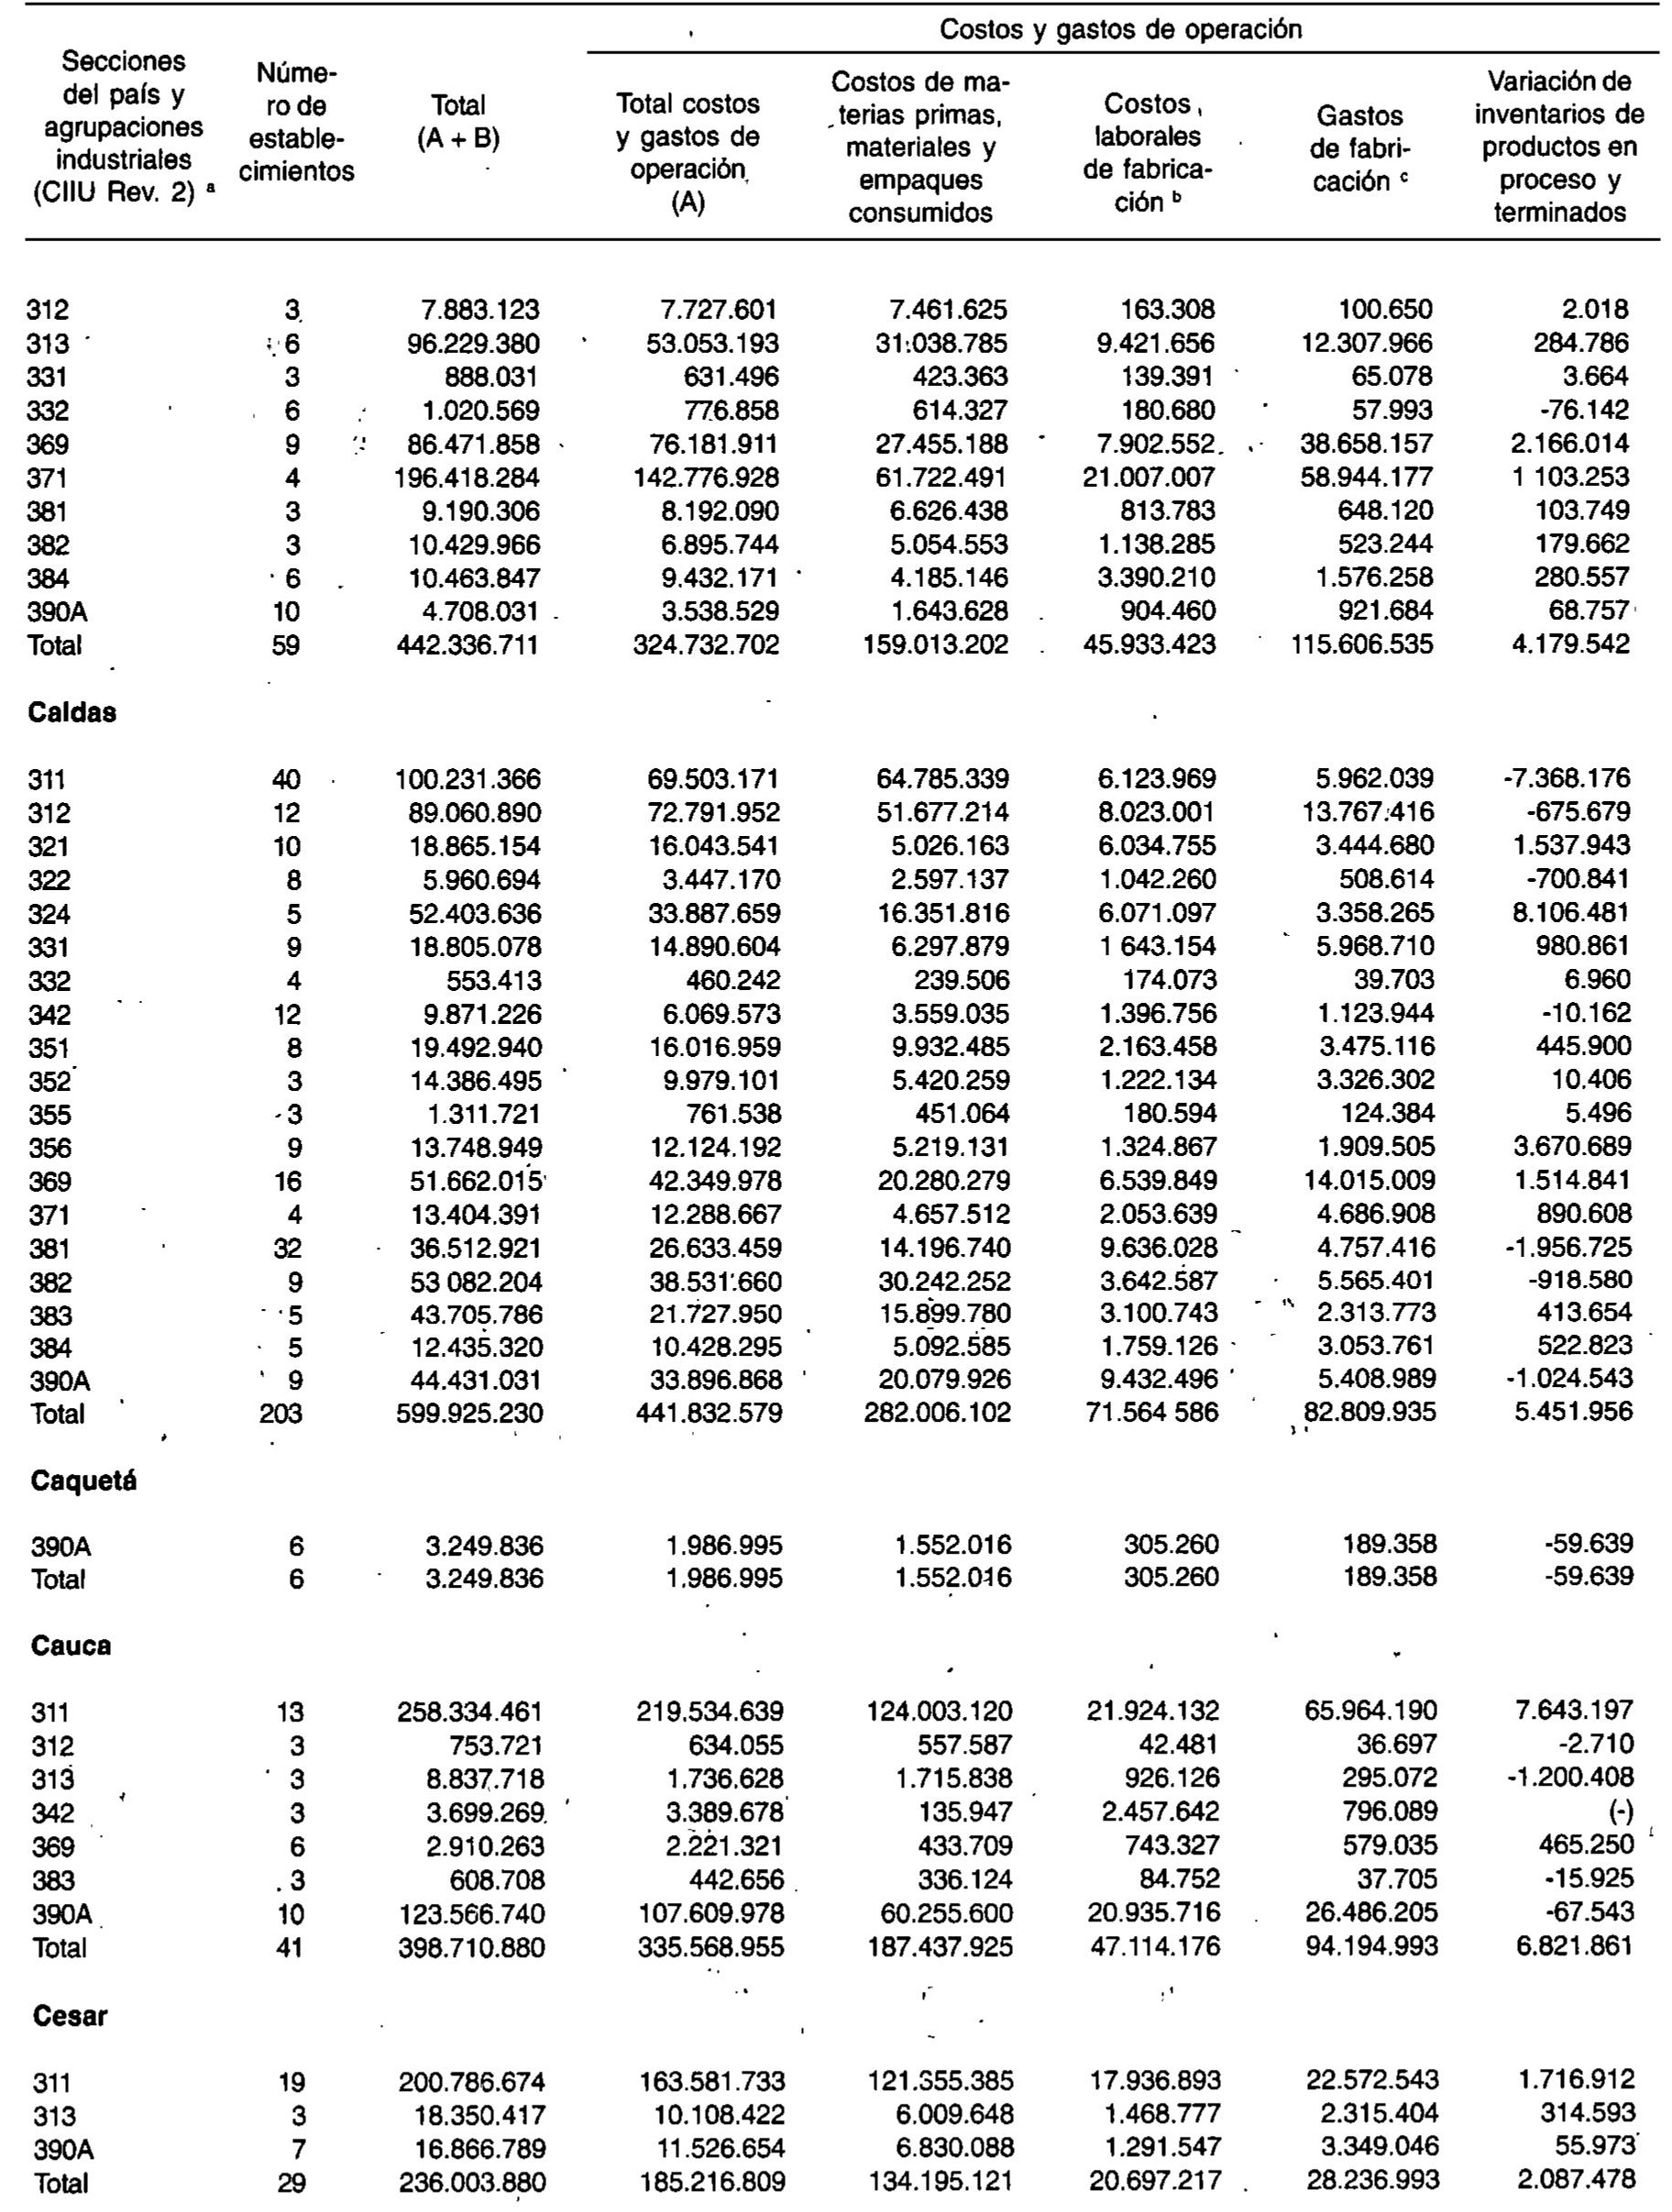 Costos y gastos de operación
Secciones del país y agrupaciones industriales (CIIU Rev. 2) a
Núme- ro de estable- cimientos
Total (A + B)
Total costos y gastos de operación (A)
Costos de ma- terias primas, materiales y empaques consumidos
Costos laborales de fabrica- ción b
Gastos de fabri- cación c
Variación de inventarios de productos en proceso y terminados
312 3 7.883.123 7.727.601 7.461.625 163.308 100.650 2.018
313 6 96.229.380 53.053.193 31.038.785 9.421.656 12.307.966 284.786
331 3 888.031 631.496 423.363 139.391 65.078 3.664
332 6 1.020.569 776.858 614.327 180.680 57.993 -76.142
369 9 86.471.858 76.181.911 27.455.188 7.902.552 38.658.157 2.166.014
371 4 196.418.284 142.776.928 61.722.491 21.007.007 58.944.177 1 103.253
381 3 9.190.306 8.192.090 6.626.438 813.783 648.120 103.749
382 3 10.429.966 6.895.744 5.054.553 1.138.285 523.244 179.662
384 6 10.463.847 9.432.171 4.185.146 3.390.210 1.576.258 280.557
390A 10 4.708.031 3.538.529 1.643.628 904.460 921.684 68.757
Total 59 442.336.711 324.732.702 159.013.202 45.933.423 115.606.535 4.179.542
Caldas
311 40 100.231.366 69.503.171 64.785.339 6.123.969 5.962.039 -7.368.176
312 12 89.060.890 72.791.952 51.677.214 8.023.001 13.767.416 -675.679
321 10 18.865.154 16.043.541 5.026.163 6.034.755 3.444.680 1.537.943
322 8 5.960.694 3.447.170 2.597.137 1.042.260 508.614 -700.841
324 5 52.403.636 33.887.659 16.351.816 6.071.097 3.358.265 8.106.481
331 9 18.805.078 14.890.604 6.297.879 1 643.154 5.968.710 980.861
332 4 553.413 460.242 239.506 174.073 39.703 6.960
342 12 9.871.226 6.069.573 3.559.035 1.396.756 1.123.944 -10.162
351 8 19.492.940 16.016.959 9.932.485 2.163.458 3.475.116 445.900
352 3 14.386.495 9.979.101 5.420.259 1.222.134 3.326.302 10.406
355 3 1.311.721 761.538 451.064 180.594 124.384 5.496
356 9 13.748.949 12.124.192 5.219.131 1.324.867 1.909.505 3.670.689
369 16 51.662.015 42.349.978 20.280.279 6.539.849 14.015.009 1.514.841
371 4 13.404.391 12.288.667 4.657.512 2.053.639 4.686.908 890.608
381 32 36.512.921 26.633.459 14.196.740 9.636.028 4.757.416 -1.956.725
382 9 53 082.204 38.531.660 30.242.252 3.642.587 5.565.401 -918.580
383 5 43.705.786 21.727.950 15.899.780 3.100.743 2.313.773 413.654
384 5 12.435.320 10.428.295 5.092.585 1.759.126 3.053.761 522.823
390A 9 44.431.031 33.896.868 20.079.926 9.432.496 5.408.989 -1.024.543
Total 203 599.925.230 441.832.579 282.006.102 71.564 586 82.809.935 5.451.956
Caquetá
390A 6 3.249.836 1.986.995 1.552.016 305.260 189.358 -59.639
Total 6 3.249.836 1.986.995 1.552.016 305.260 189.358 -59.639
Cauca
311 13 258.334.461 219.534.639 124.003.120 21.924.132 65.964.190 7.643.197
312 3 753.721 634.055 557.587 42.481 36.697 -2.710
313 3 8.837.718 1.736.628 1.715.838 926.126 295.072 -1.200.408
342 3 3.699.269 3.389.678 135.947 2.457.642 796.089 (-)
369 6 2.910.263 2.221.321 433.709 743.327 579.035 465.250
383 3 608.708 442.656 336.124 84.752 37.705 -15.925
390A 10 123.566.740 107.609.978 60.255.600 20.935.716 26.486.205 -67.543
Total 41 398.710.880 335.568.955 187.437.925 47.114.176 94.194.993 6.821.861
Cesar
311 19 200.786.674 163.581.733 121.355.385 17.936.893 22.572.543 1.716.912
313 3 18.350.417 10.108.422 6.009.648 1.468.777 2.315.404 314.593
390A 7 16.866.789 11.526.654 6.830.088 1.291.547 3.349.046 55.973
Total 29 236.003.880 185.216.809 134.195.121 20.697.217 28.236.993 2.087.478